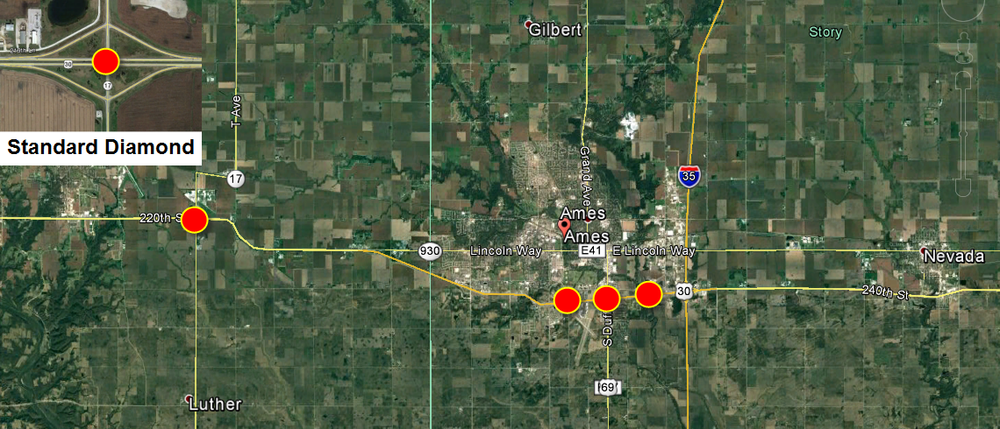 Gilbert
Story
30
17
Standard Diamond
T Ave
17
Grand Ave
35
220th S
Ames
Ames
930
Lincoln Way
E41
E Lincoln Way
Nevada
30
240th St
S Duff
69
Luther